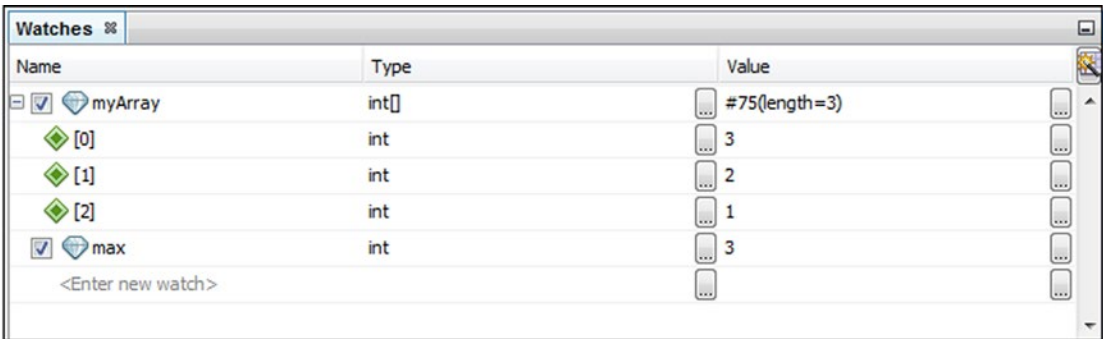 Watches
Name Type Value
myArray int[] ... #75(length=3) ...
[0] int ... 3 ...
[1] int ... 2 ...
[2] int ... 1 ...
max int ... 3 ...
<Enter new watch> ... ...